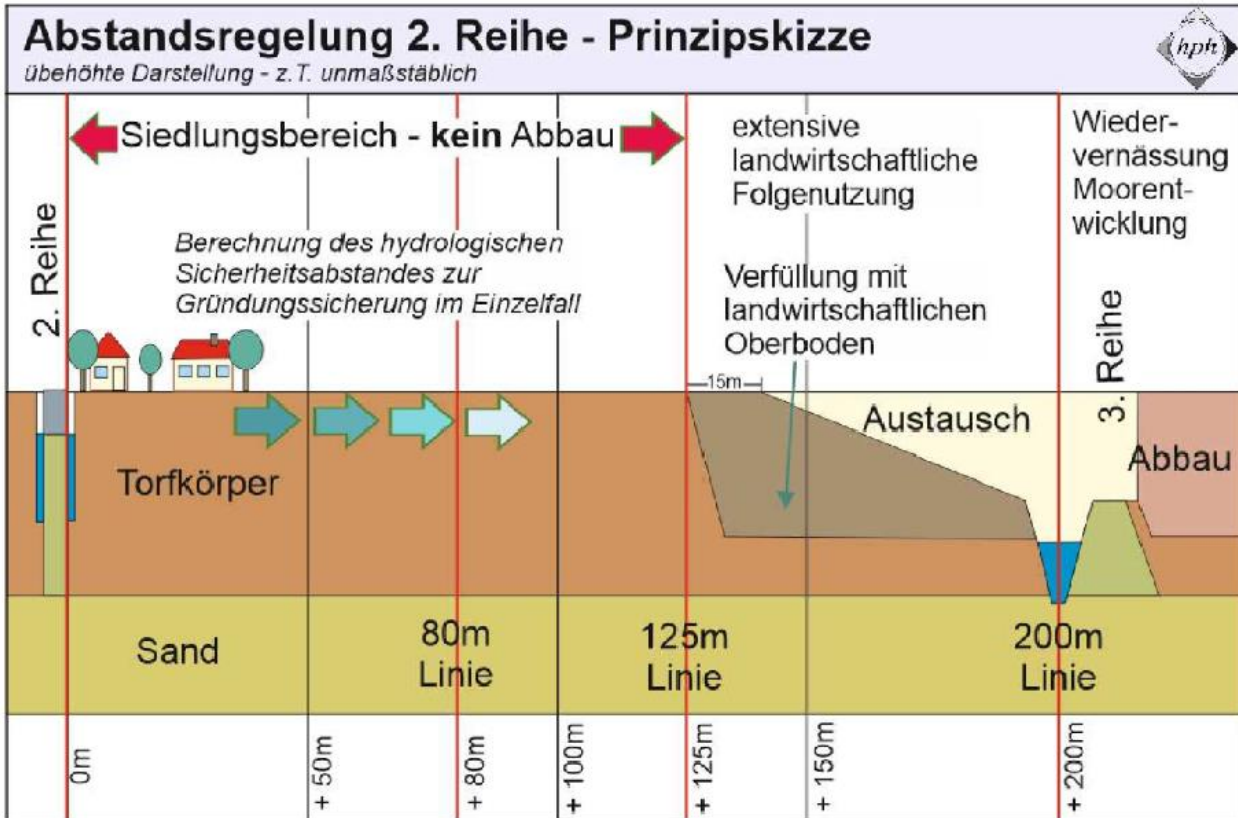 Abstandsregelung 2. Reihe - Prinzipskizze
übehöhte Darstellung - z.T. unmaßstäblich
hph
Siedlungsbereich - kein Abbau
extensive
landwirtschaftliche
Folgenutzung
Wieder-
vernässung
Moorent-
wicklung
2. Reihe
Berechnung des hydrologischen
Sicherheitsabstandes zur
Gründungssicherung im Einzelfall
Verfüllung mit
landwirtschaftlichen
Oberboden
3. Reihe
15m
Austausch
Abbau
Torfkörper
Sand
80m
Linie
125m
Linie
200m
Linie
0m
+ 50m
+ 80m
+ 100m
+ 125m
+ 150m
+ 200m